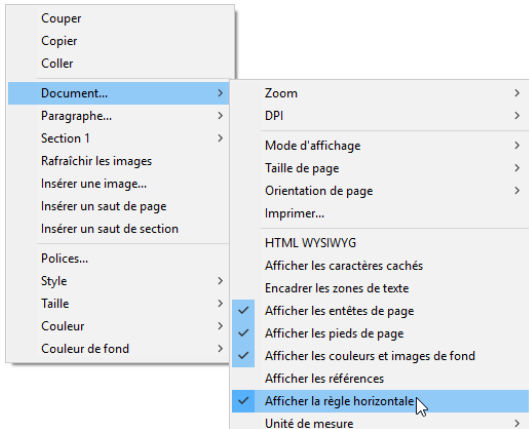 Couper
Copier
Coller
Document...
Paragraphe...
Section 1
Rafraîchir les images
Insérer une image...
Insérer un saut de page
Insérer un saut de section
Polices...
Style
Taille
Couleur
Couleur de fond
Zoom
DPI
Mode d'affichage
Taille de page
Orientation de page
Imprimer...
HTML WYSIWYG
Afficher les caractères cachés
Encadrer les zones de texte
Afficher les entêtes de page
Afficher les pieds de page
Afficher les couleurs et images de fond
Afficher les références
Afficher la règle horizontale
Unité de mesure